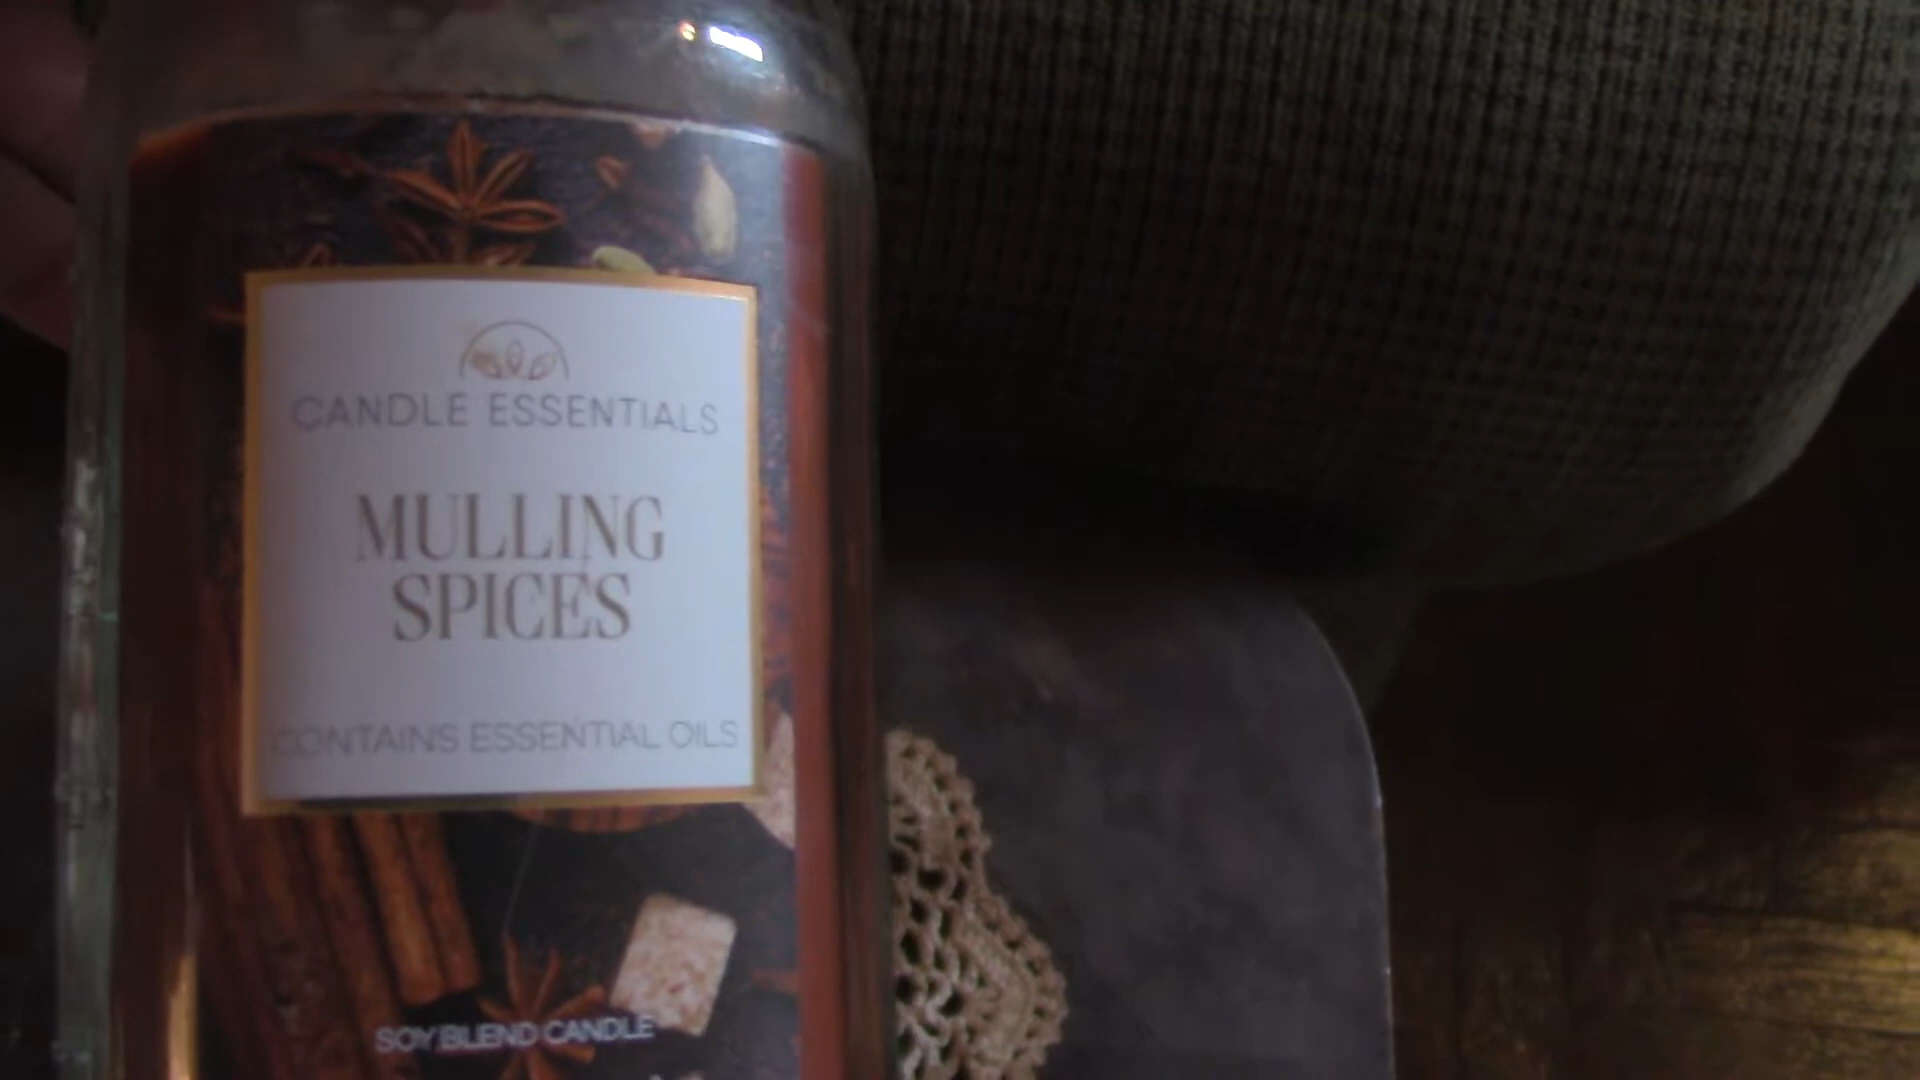 CANDLE ESSENTIALS
MULLING
SPICES
CONTAINS ESSENTIAL OILS
SOY BLEND CANDLE